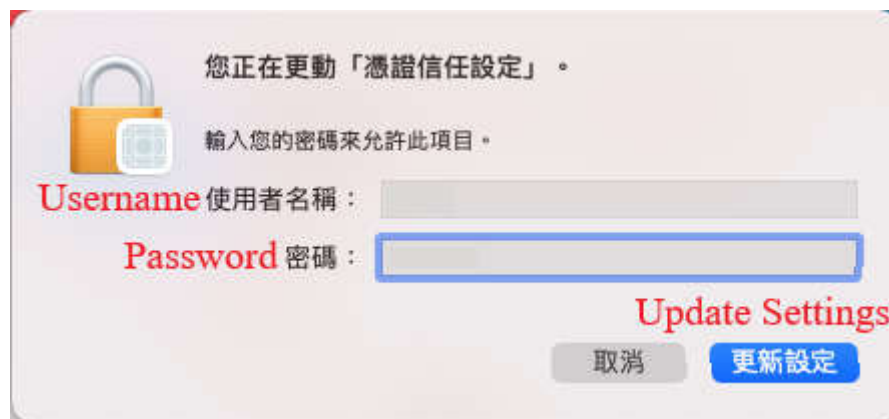 您正在更動「憑證信任設定」。
輸入您的密碼來允許此項目。
Username 使用者名稱：
Password 密碼：
Update Settings
取消 更新設定